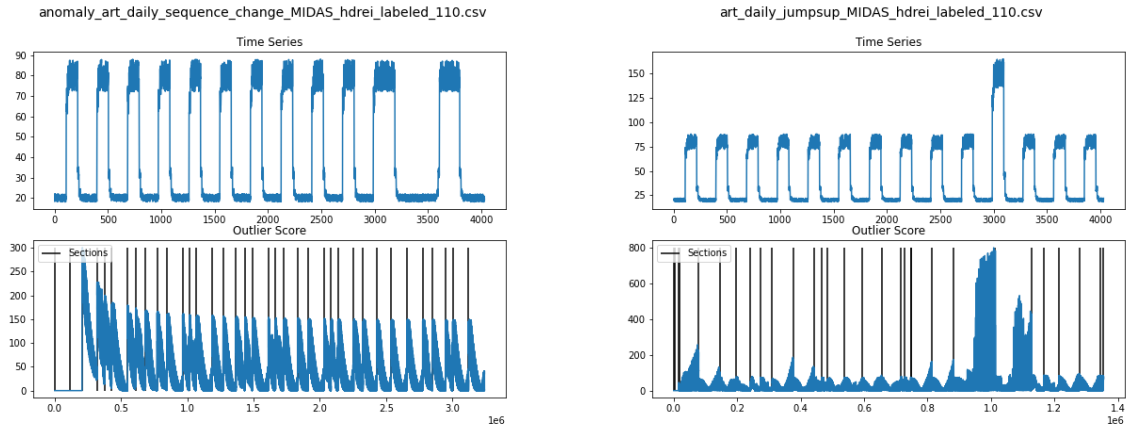 anomaly_art_daily_sequence_change_MIDAS_hdrei_labeled_110.csv
Time Series
90
80
70
60
50
40
30
20
0 500 1000 1500 2000 2500 3000 3500 4000
Outlier Score
Sections
300
250
200
150
100
50
0
0.0 0.5 1.0 1.5 2.0 2.5 3.0
1e6
art_daily_jumpsup_MIDAS_hdrei_labeled_110.csv
Time Series
150
125
100
75
50
25
0 500 1000 1500 2000 2500 3000 3500 4000
Outlier Score
Sections
800
600
400
200
0
0.0 0.2 0.4 0.6 0.8 1.0 1.2 1.4
1e6